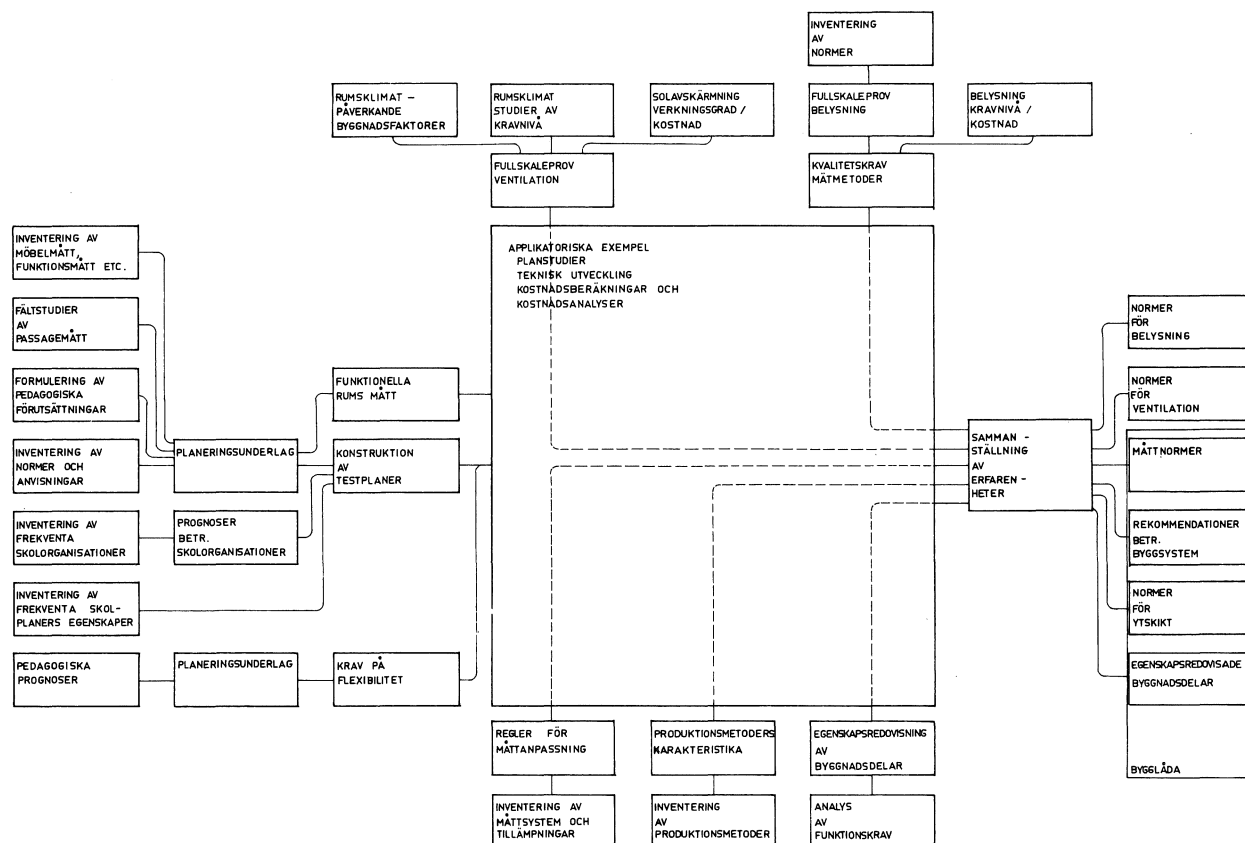 INVENTERING
AV
NORMER
RUMSKLIMAT –
PÅVERKANDE
BYGGNADSFAKTORER
RUMSKLIMAT
STUDIER AV
KRAVNIVÅ
SOLAVSKÄRMNING
VERKNINGSGRAD /
KOSTNAD
FULLSKALEPROV
BELYSNING
BELYSNING
KRAVNIVÅ /
KOSTNAD
FULLSKALEPROV
VENTILATION
KVALITETSKRAV
MÄTMETODER
INVENTERING AV
MÖBELMÅTT,
FUNKTIONSMÅTT ETC.
FÄLTSTUDIER
AV
PASSAGEMÅTT
FORMULERING AV
PEDAGOGISKA
FÖRUTSÄTTNINGAR
INVENTERING AV
NORMER OCH
ANVISNINGAR
INVENTERING AV
FREKVENTA
SKOLORGANISATIONER
INVENTERING AV
FREKVENTA SKOL-
PLANERS EGENSKAPER
PEDAGOGISKA
PROGNOSER
PLANERINGSUNDERLAG
PROGNOSER
BETR.
SKOLORGANISATIONER
PLANERINGSUNDERLAG
FUNKTIONELLA
RUMS MÅTT
KONSTRUKTION
AV
TESTPLANER
KRAV PÅ
FLEXIBILITET
APPLIKATORISKA EXEMPEL
PLANSTUDIER
TEKNISK UTVECKLING
KOSTNADSBERÄKNINGAR OCH
KOSTNADSANALYSER
SAMMAN -
STÄLLNING
AV
ERFAREN -
HETER
NORMER
FÖR
BELYSNING
NORMER
FÖR
VENTILATION
MÅTTNORMER
REKOMMENDATIONER
BETR.
BYGGSYSTEM
NORMER
FÖR
YTSKIKT
EGENSKAPSREDOVISADE
BYGGNADSDELAR
BYGGLÅDA
REGLER FÖR
MÅTTANPASSNING
PRODUKTIONSMETODERS
KARAKTERISTIKA
EGENSKAPSREDOVISNING
AV
BYGGNADSDELAR
INVENTERING AV
MÅTTSYSTEM OCH
TILLÄMPNINGAR
INVENTERING
AV
PRODUKTIONSMETODER
ANALYS
AV
FUNKTIONSKRAV